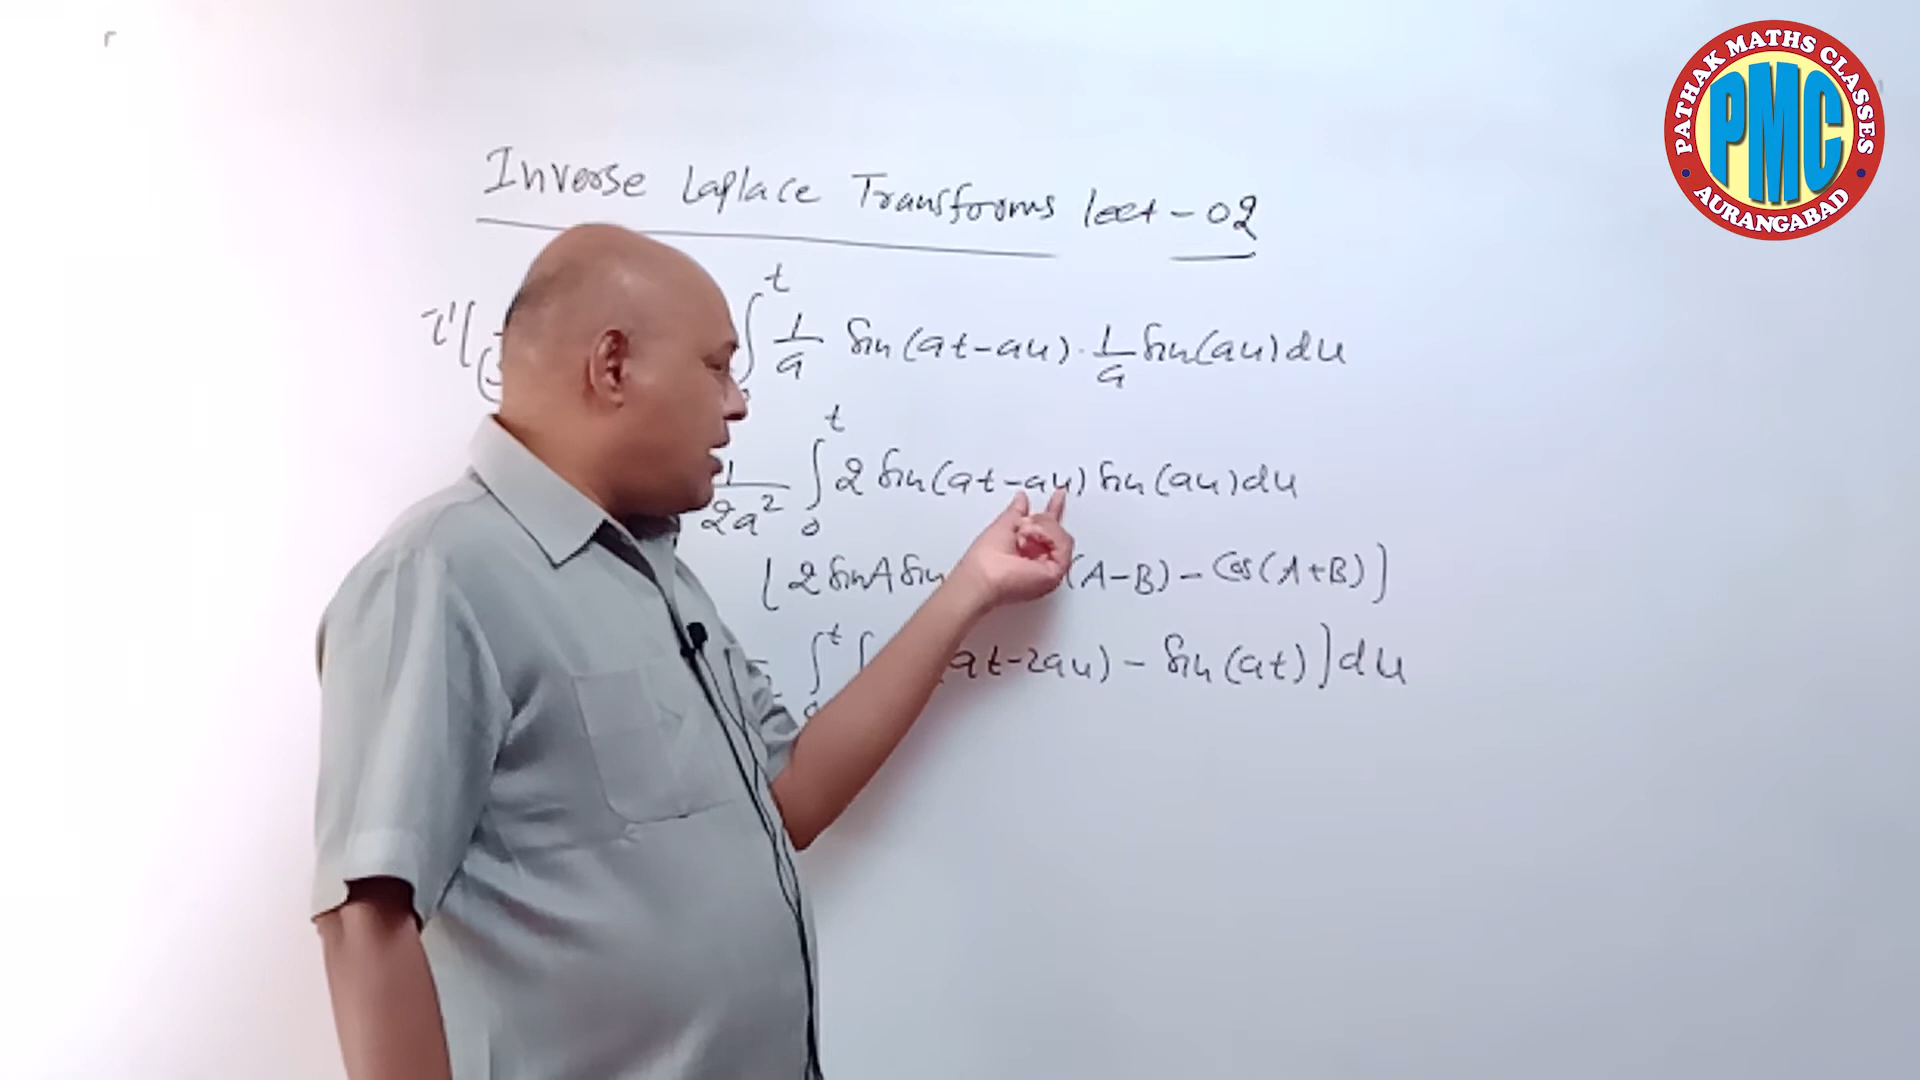 PATHAK MATHS CLASSES
PMC
AURANGABAD
Inverse Laplace Transforms lect-02
∫ t 1/a Sin(at-au) · 1/a Sin(au)du
1/2a² ∫ 0 t 2 Sin(at-au) Sin(au)du
[2 SinA Sin (A-B) - Cos(A+B)]
∫ t [ at-2au) - Sin(at)]du